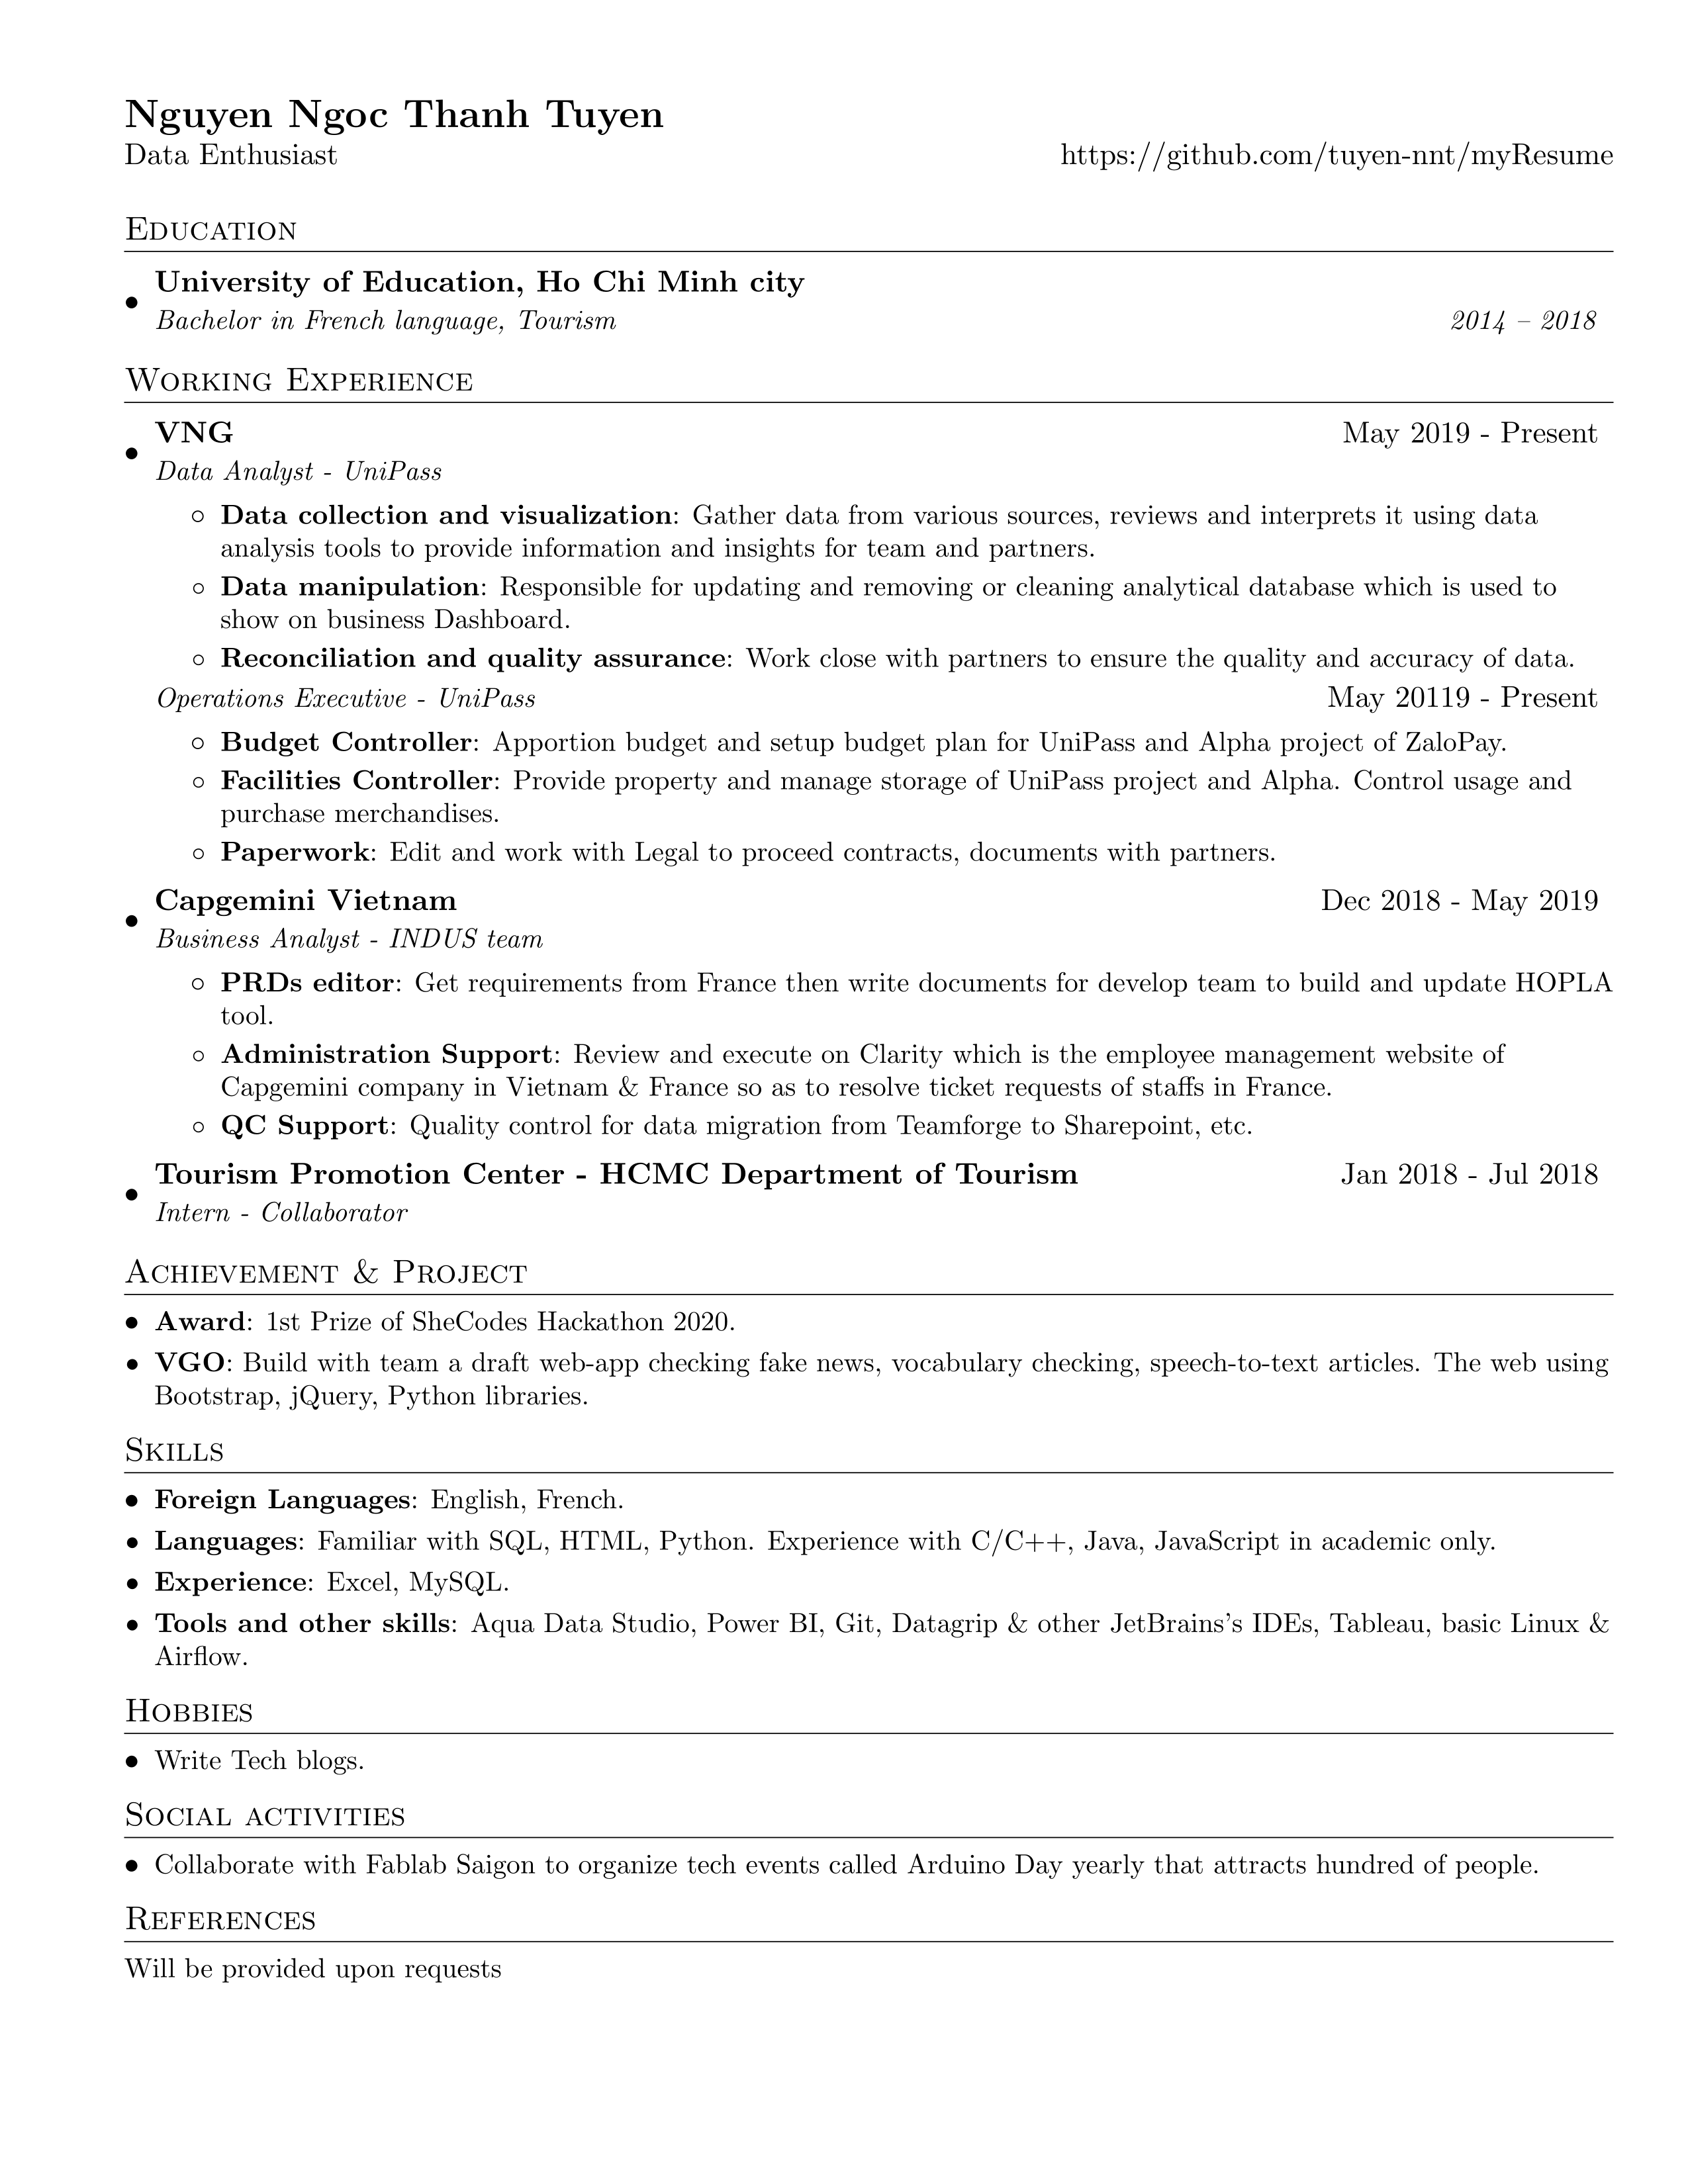 Nguyen Ngoc Thanh Tuyen
Data Enthusiast https://github.com/tuyen-nnt/myResume
Education
• University of Education, Ho Chi Minh city
Bachelor in French language, Tourism 2014 – 2018
Working Experience
• VNG May 2019 - Present
Data Analyst - UniPass
◦ Data collection and visualization: Gather data from various sources, reviews and interprets it using data
analysis tools to provide information and insights for team and partners.
◦ Data manipulation: Responsible for updating and removing or cleaning analytical database which is used to
show on business Dashboard.
◦ Reconciliation and quality assurance: Work close with partners to ensure the quality and accuracy of data.
Operations Executive - UniPass May 20119 - Present
◦ Budget Controller: Apportion budget and setup budget plan for UniPass and Alpha project of ZaloPay.
◦ Facilities Controller: Provide property and manage storage of UniPass project and Alpha. Control usage and
purchase merchandises.
◦ Paperwork: Edit and work with Legal to proceed contracts, documents with partners.
• Capgemini Vietnam Dec 2018 - May 2019
Business Analyst - INDUS team
◦ PRDs editor: Get requirements from France then write documents for develop team to build and update HOPLA
tool.
◦ Administration Support: Review and execute on Clarity which is the employee management website of
Capgemini company in Vietnam & France so as to resolve ticket requests of staffs in France.
◦ QC Support: Quality control for data migration from Teamforge to Sharepoint, etc.
• Tourism Promotion Center - HCMC Department of Tourism Jan 2018 - Jul 2018
Intern - Collaborator
Achievement & Project
• Award: 1st Prize of SheCodes Hackathon 2020.
• VGO: Build with team a draft web-app checking fake news, vocabulary checking, speech-to-text articles. The web using
Bootstrap, jQuery, Python libraries.
Skills
• Foreign Languages: English, French.
• Languages: Familiar with SQL, HTML, Python. Experience with C/C++, Java, JavaScript in academic only.
• Experience: Excel, MySQL.
• Tools and other skills: Aqua Data Studio, Power BI, Git, Datagrip & other JetBrains's IDEs, Tableau, basic Linux &
Airflow.
Hobbies
• Write Tech blogs.
Social activities
• Collaborate with Fablab Saigon to organize tech events called Arduino Day yearly that attracts hundred of people.
References
Will be provided upon requests